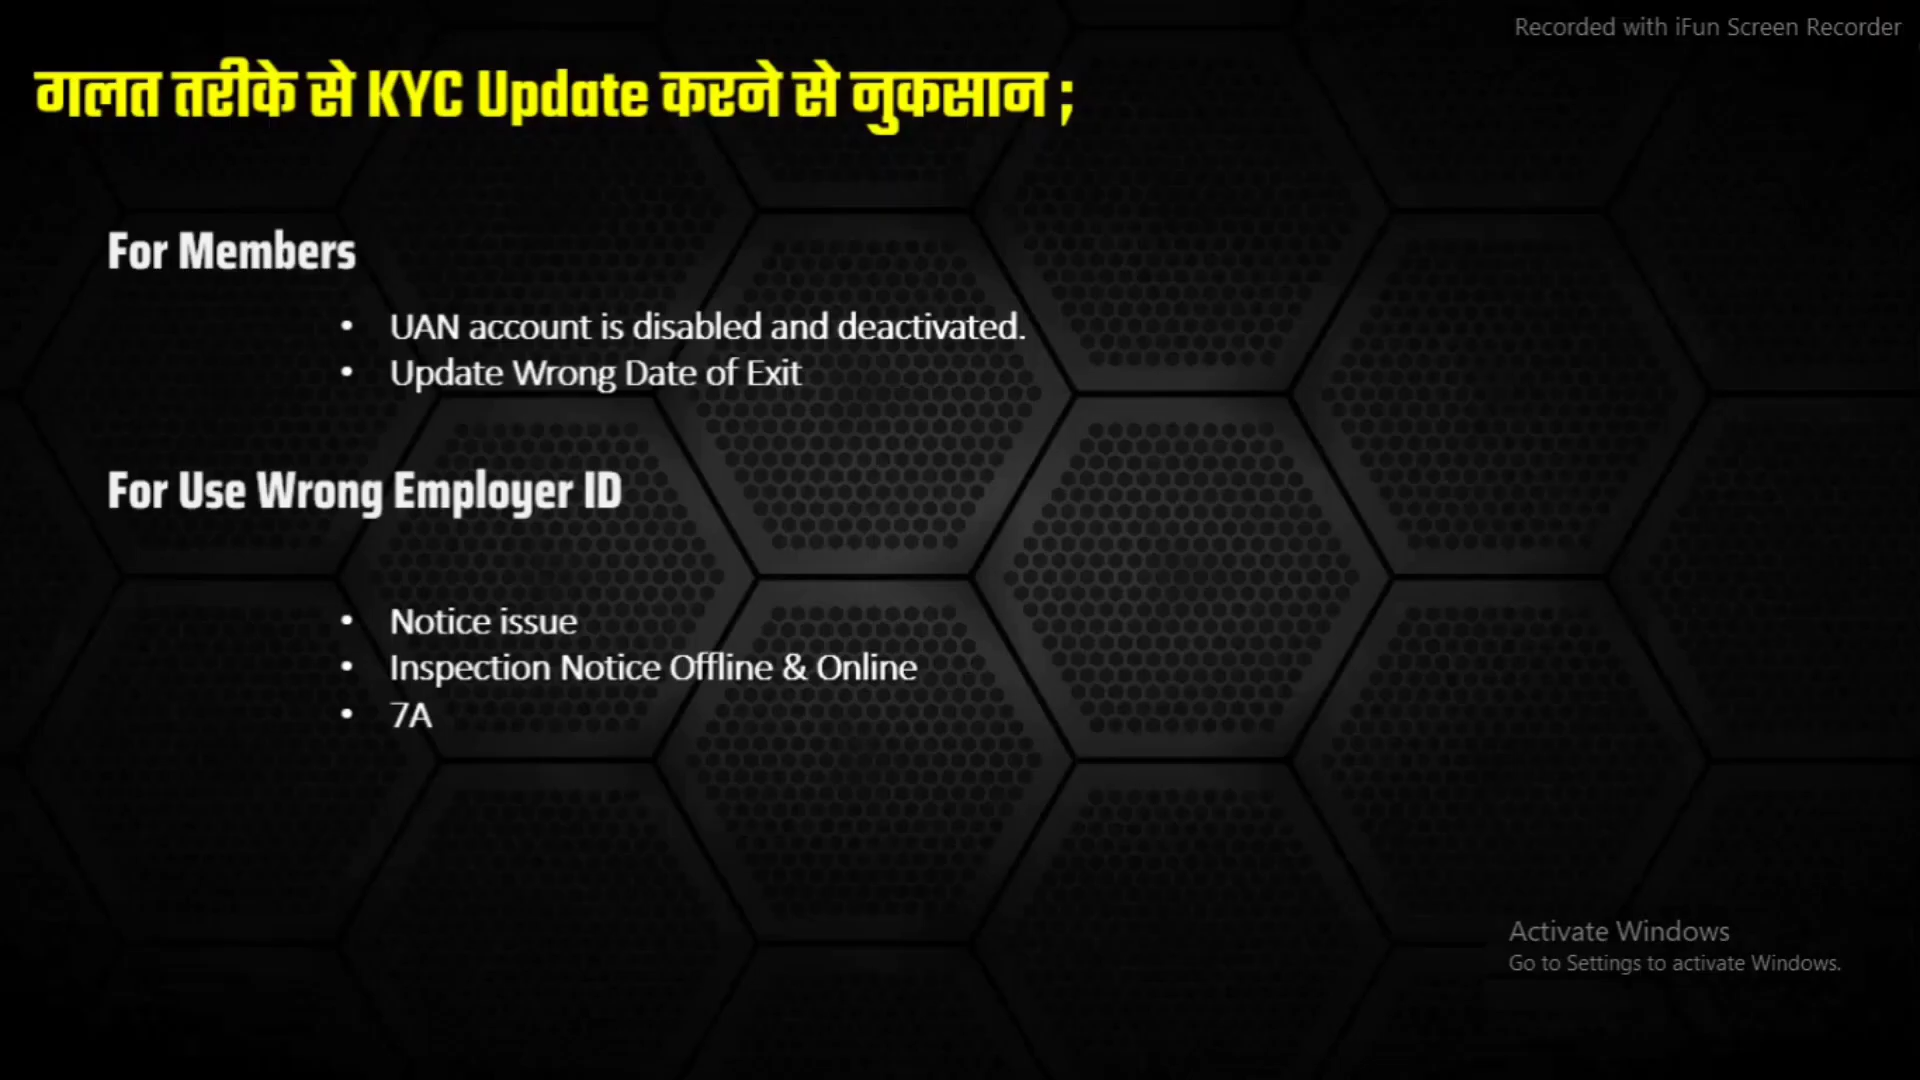 Recorded with iFun Screen Recorder
गलत तरीके से KYC Update करने से नुकसान ;
For Members
• UAN account is disabled and deactivated.
• Update Wrong Date of Exit
For Use Wrong Employer ID
• Notice issue
• Inspection Notice Offline & Online
• 7A
Activate Windows
Go to Settings to activate Windows.